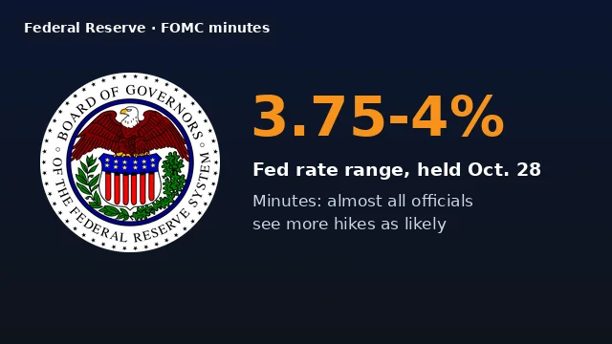 Federal Reserve · FOMC minutes
BOARD OF GOVERNORS
OF THE FEDERAL RESERVE SYSTEM
3.75-4%
Fed rate range, held Oct. 28
Minutes: almost all officials
see more hikes as likely